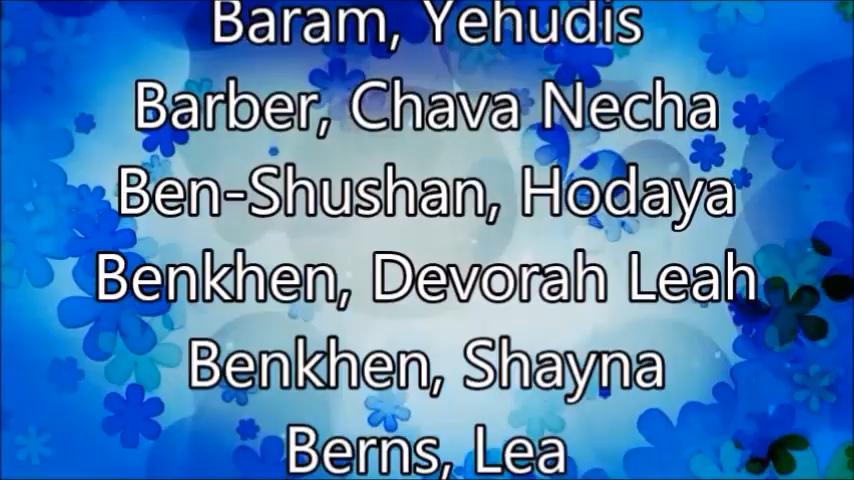 Baram, Yehudis
Barber, Chava Necha
Ben-Shushan, Hodaya
Benkhen, Devorah Leah
Benkhen, Shayna
Berns, Lea